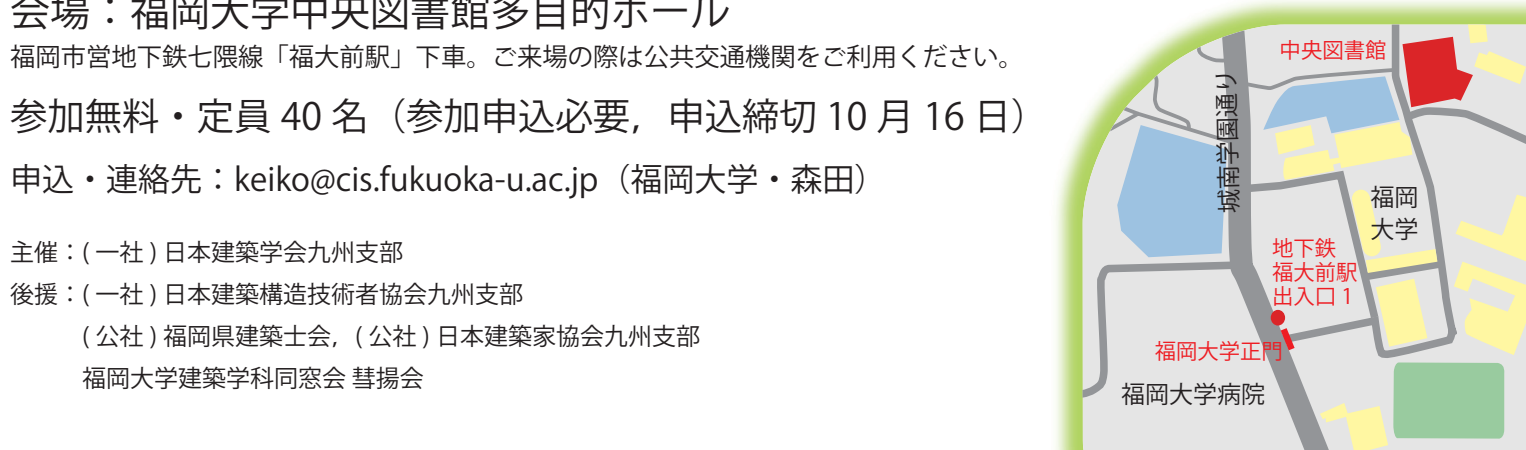 会場：福岡大学中央図書館多目的ホール
福岡市営地下鉄七隈線「福大前駅」下車。ご来場の際は公共交通機関をご利用ください。
参加無料・定員 40 名（参加申込必要，申込締切 10 月 16 日）
申込・連絡先：keiko@cis.fukuoka-u.ac.jp（福岡大学・森田）
主催：( 一社 ) 日本建築学会九州支部
後援：( 一社 ) 日本建築構造技術者協会九州支部
( 公社 ) 福岡県建築士会，( 公社 ) 日本建築家協会九州支部
福岡大学建築学科同窓会 彗揚会
中央図書館
城南学園通り
福岡
大学
地下鉄
福大前駅
出入口 1
福岡大学正門
福岡大学病院